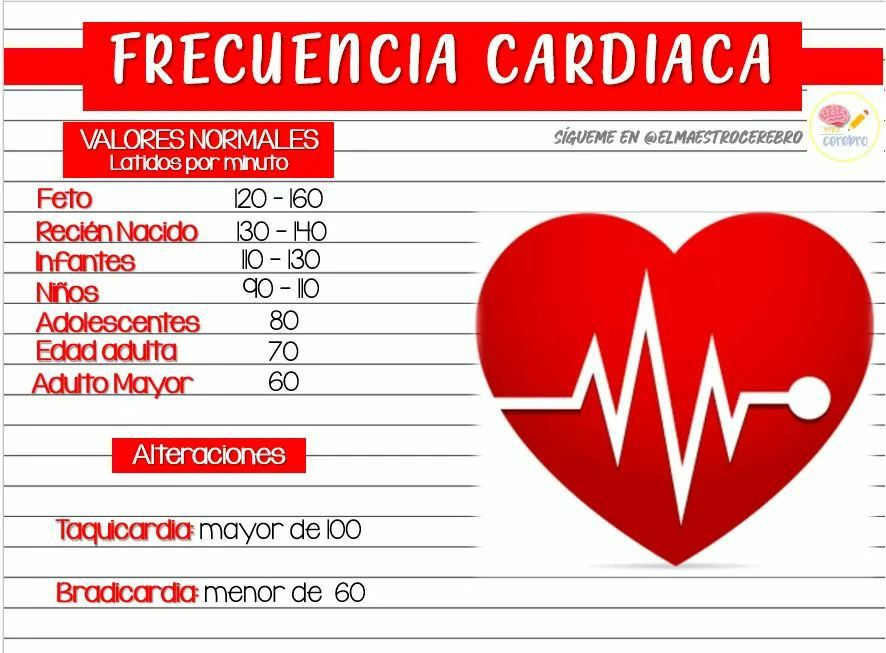 FRECUENCIA CARDIACA
SÍGUEME EN @ELMAESTROCEREBRO
cerebro
VALORES NORMALES
Latidos por minuto
Feto 120 - 160
Recién Nacido 130 - 140
Infantes 110 - 130
Niños 90 - 110
Adolescentes 80
Edad adulta 70
Adulto Mayor 60
Alteraciones
Taquicardia: mayor de 100
Bradicardia: menor de 60